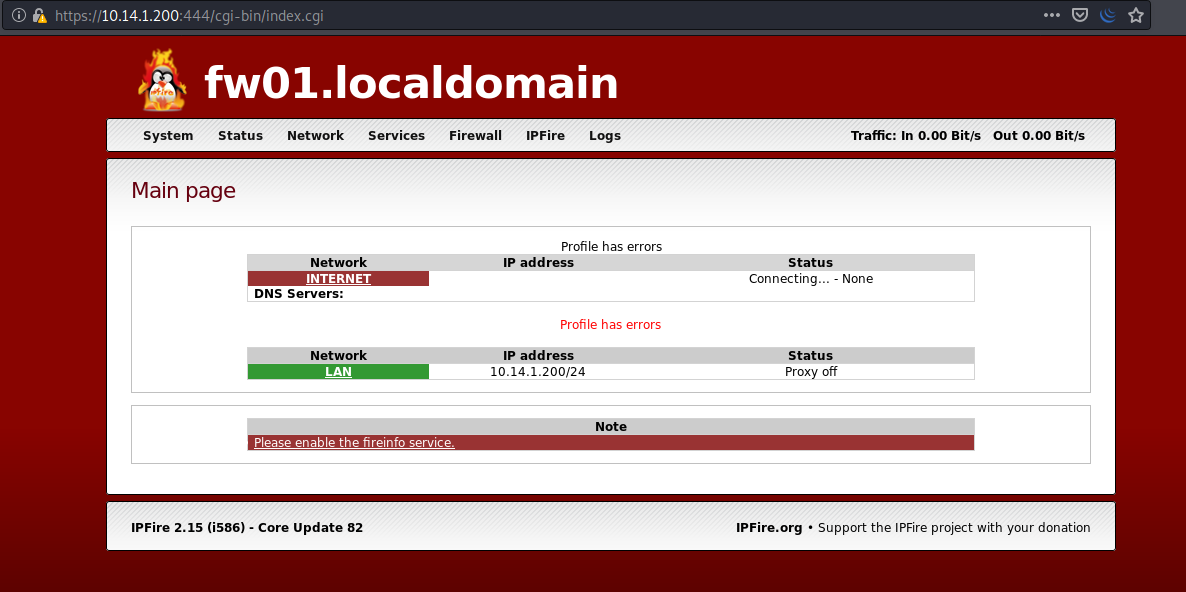 https://10.14.1.200:444/cgi-bin/index.cgi
fw01.localdomain
System Status Network Services Firewall IPFire Logs Traffic: In 0.00 Bit/s Out 0.00 Bit/s
Main page
Profile has errors
Network IP address Status
INTERNET Connecting... - None
DNS Servers:
Profile has errors
Network IP address Status
LAN 10.14.1.200/24 Proxy off
Note
Please enable the fireinfo service.
IPFire 2.15 (i586) - Core Update 82 IPFire.org • Support the IPFire project with your donation